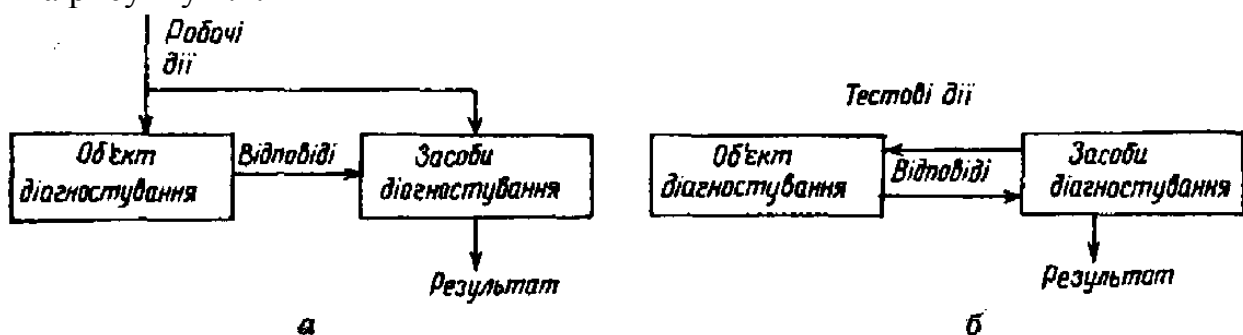 Робочі
дії
Об'єкт
діагностування
Відповіді
Засоби
діагностування
Результат
а
Тестові дії
Об'єкт
діагностування
Відповіді
Засоби
діагностування
Результат
б